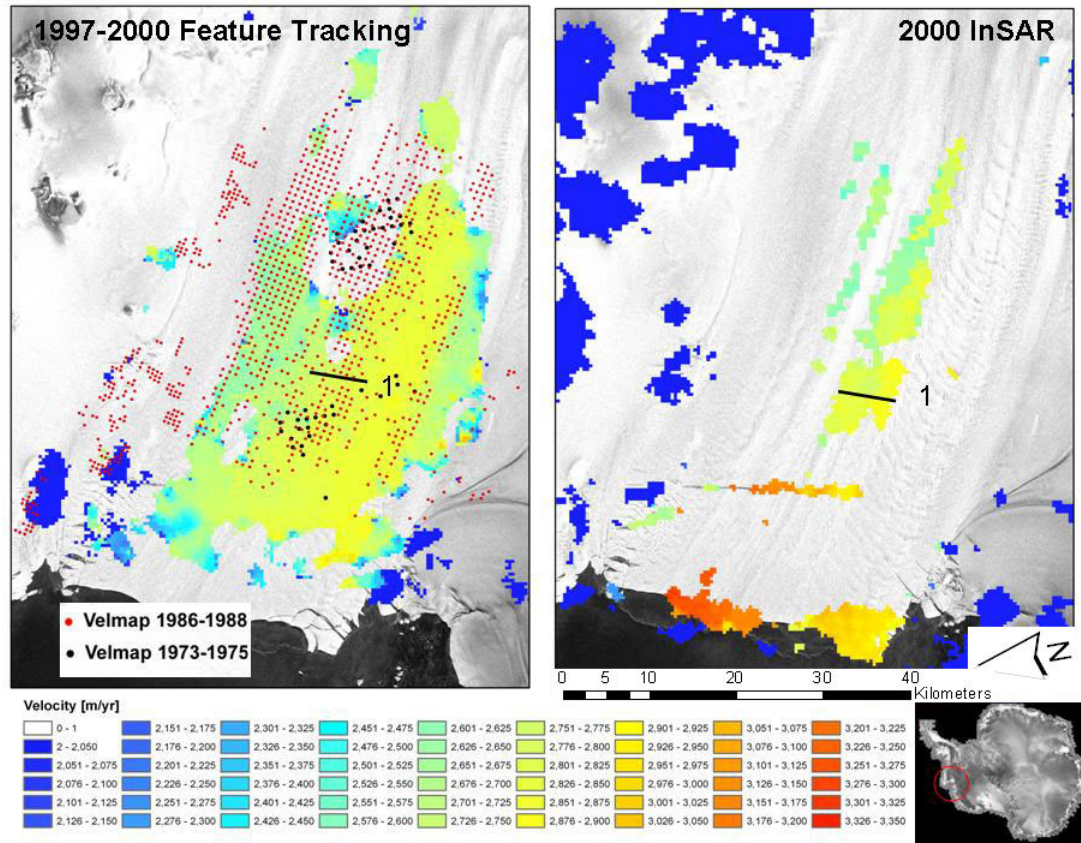 1997-2000 Feature Tracking
2000 InSAR
1
1
Velmap 1986-1988
Velmap 1973-1975
N
0 5 10 20 30 40
Kilometers
Velocity [m/yr]
0 - 1 2,151 - 2,175 2,301 - 2,325 2,451 - 2,475 2,601 - 2,625 2,751 - 2,775 2,901 - 2,925 3,051 - 3,075 3,201 - 3,225
2 - 2,050 2,176 - 2,200 2,326 - 2,350 2,476 - 2,500 2,626 - 2,650 2,776 - 2,800 2,926 - 2,950 3,076 - 3,100 3,226 - 3,250
2,051 - 2,075 2,201 - 2,225 2,351 - 2,375 2,501 - 2,525 2,651 - 2,675 2,801 - 2,825 2,951 - 2,975 3,101 - 3,125 3,251 - 3,275
2,076 - 2,100 2,226 - 2,250 2,376 - 2,400 2,526 - 2,550 2,676 - 2,700 2,826 - 2,850 2,976 - 3,000 3,126 - 3,150 3,276 - 3,300
2,101 - 2,125 2,251 - 2,275 2,401 - 2,425 2,551 - 2,575 2,701 - 2,725 2,851 - 2,875 3,001 - 3,025 3,151 - 3,175 3,301 - 3,325
2,126 - 2,150 2,276 - 2,300 2,426 - 2,450 2,576 - 2,600 2,726 - 2,750 2,876 - 2,900 3,026 - 3,050 3,176 - 3,200 3,326 - 3,350